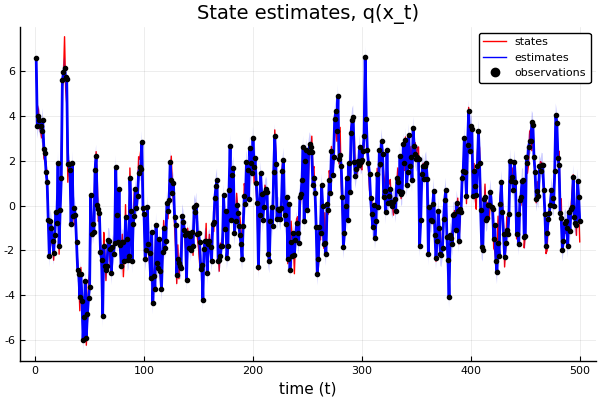 State estimates, q(x_t)
states
estimates
observations
6
4
2
0
-2
-4
-6
0
100
200
300
400
500
time (t)